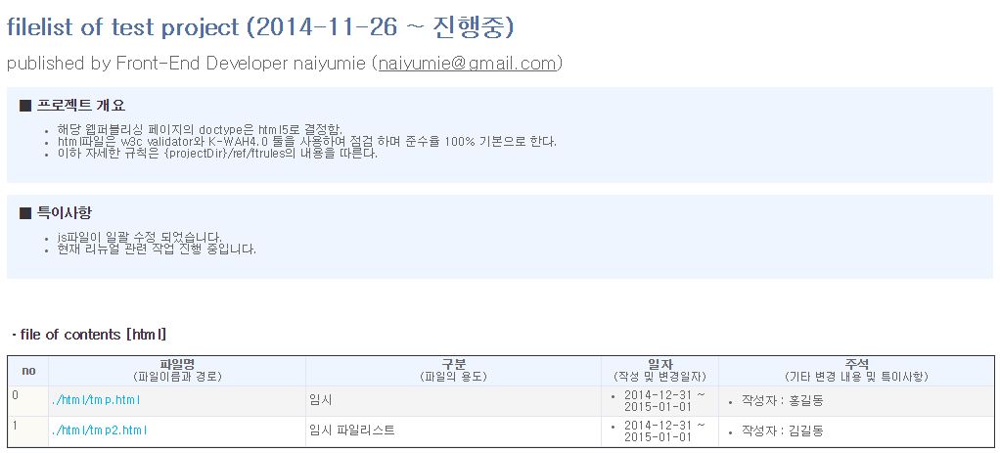 filelist of test project (2014-11-26 ~ 진행중)
published by Front-End Developer naiyumie (naiyumie@gmail.com)
■ 프로젝트 개요
• 해당 웹퍼블리싱 페이지의 doctype은 html5로 결정함.
• html파일은 w3c validator와 K-WAH4.0 툴을 사용하여 점검 하며 준수율 100% 기본으로 한다.
• 이하 자세한 규칙은 {projectDir}/ref/ftrules의 내용을 따른다.
■ 특이사항
• js파일이 일괄 수정 되었습니다.
• 현재 리뉴얼 관련 작업 진행 중입니다.
· file of contents [html]
no 파일명 구분 일자 주석
(파일이름과 경로) (파일의 용도) (작성 및 변경일자) (기타 변경 내용 및 특이사항)
0 ./html/tmp.html 임시 • 2014-12-31 ~ • 작성자 : 홍길동
2015-01-01
1 ./html/tmp2.html 임시 파일리스트 • 2014-12-31 ~ • 작성자 : 김길동
2015-01-01